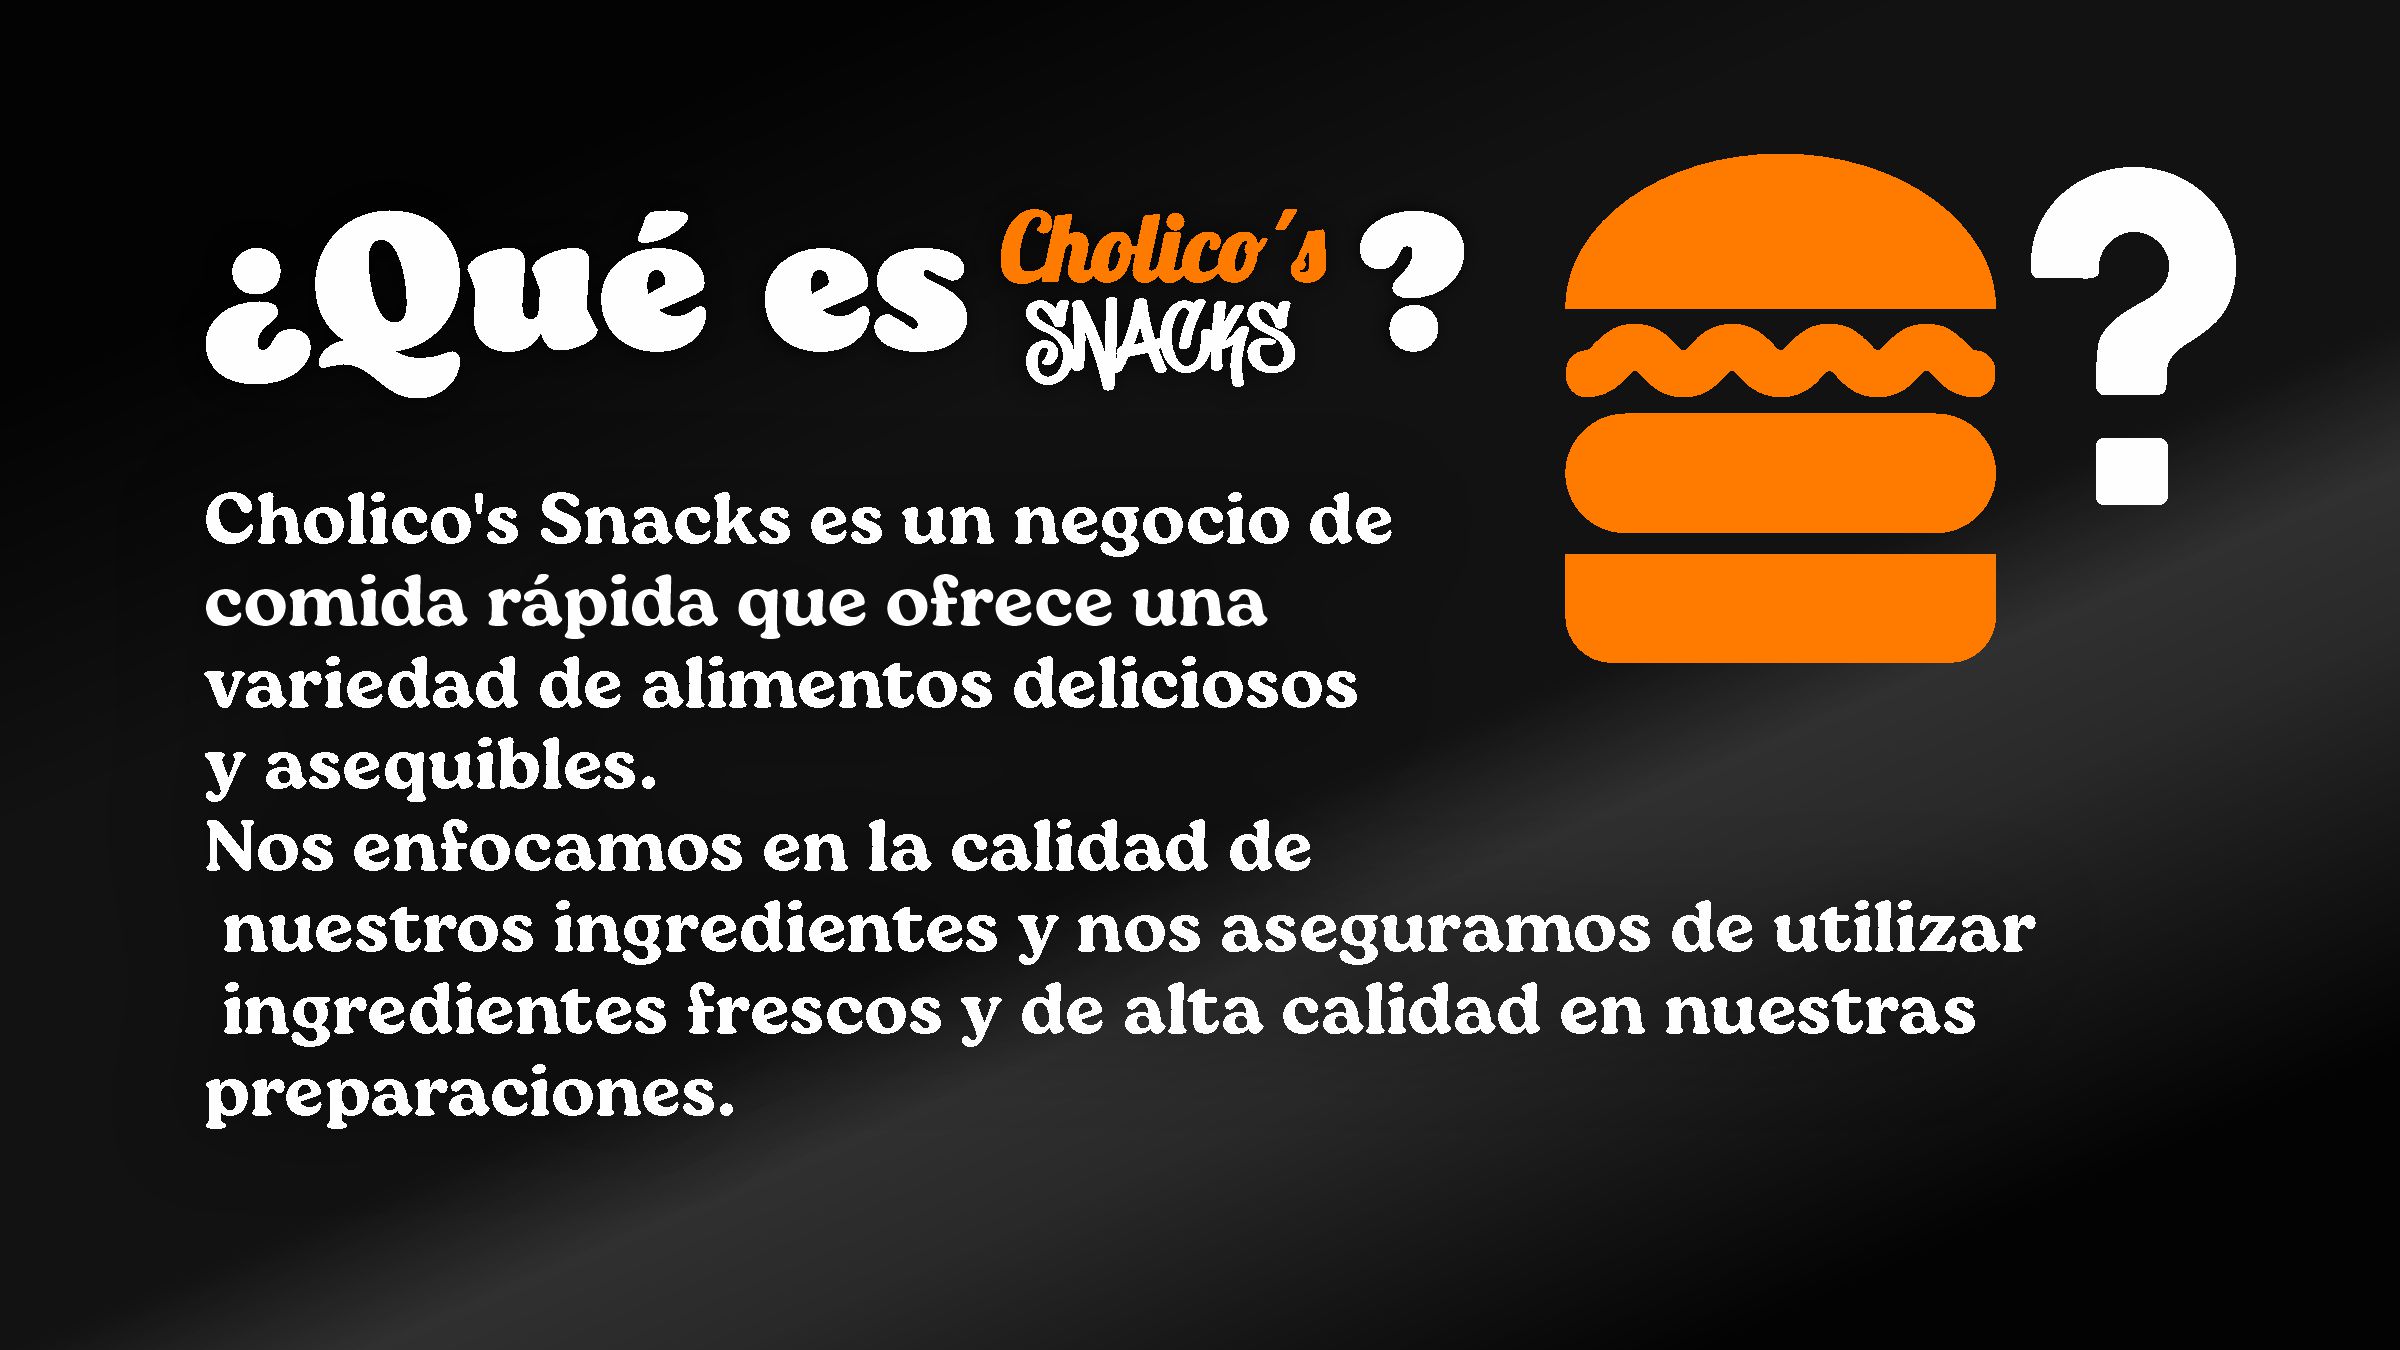 ¿Qué es Cholico´s SNACKS ?
?
Cholico's Snacks es un negocio de
comida rápida que ofrece una
variedad de alimentos deliciosos
y asequibles.
Nos enfocamos en la calidad de
nuestros ingredientes y nos aseguramos de utilizar
ingredientes frescos y de alta calidad en nuestras
preparaciones.